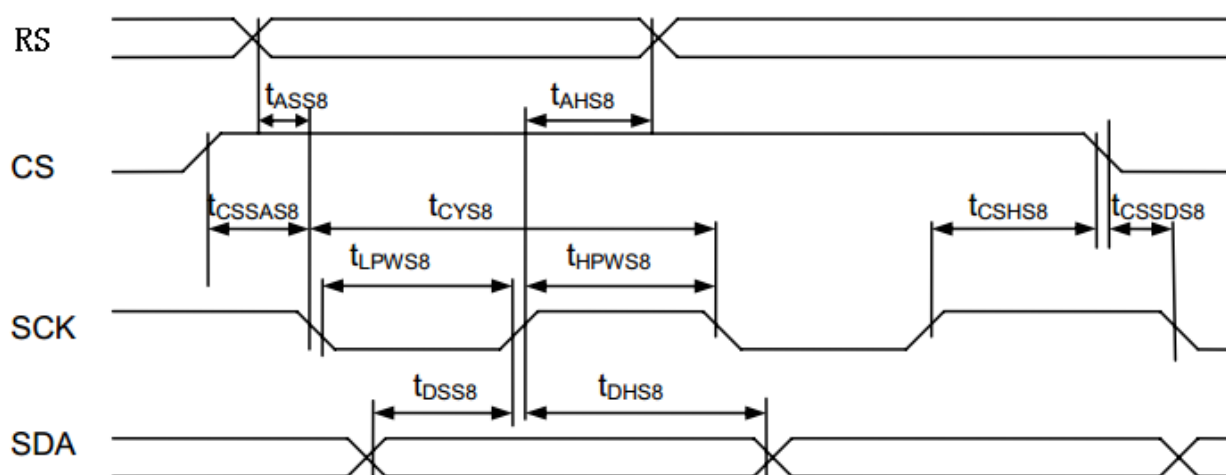 RS
tASS8 tAHS8
CS
tCSSAS8 tCYS8 tCSHS8 tCSSDS8
tLPWS8 tHPWS8
SCK
tDSS8 tDHS8
SDA